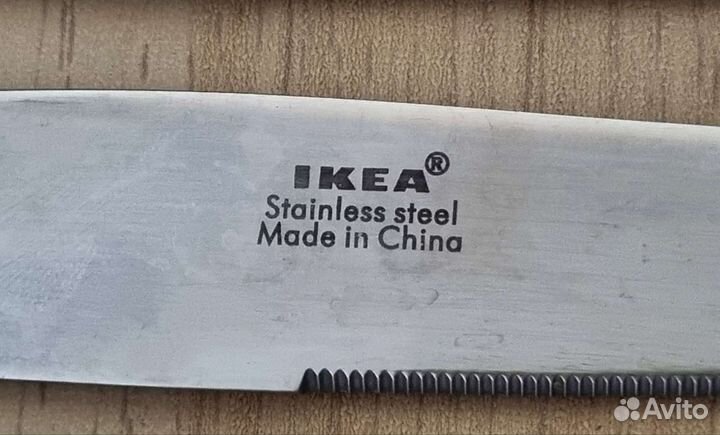 IKEA®
Stainless steel
Made in China
Avito